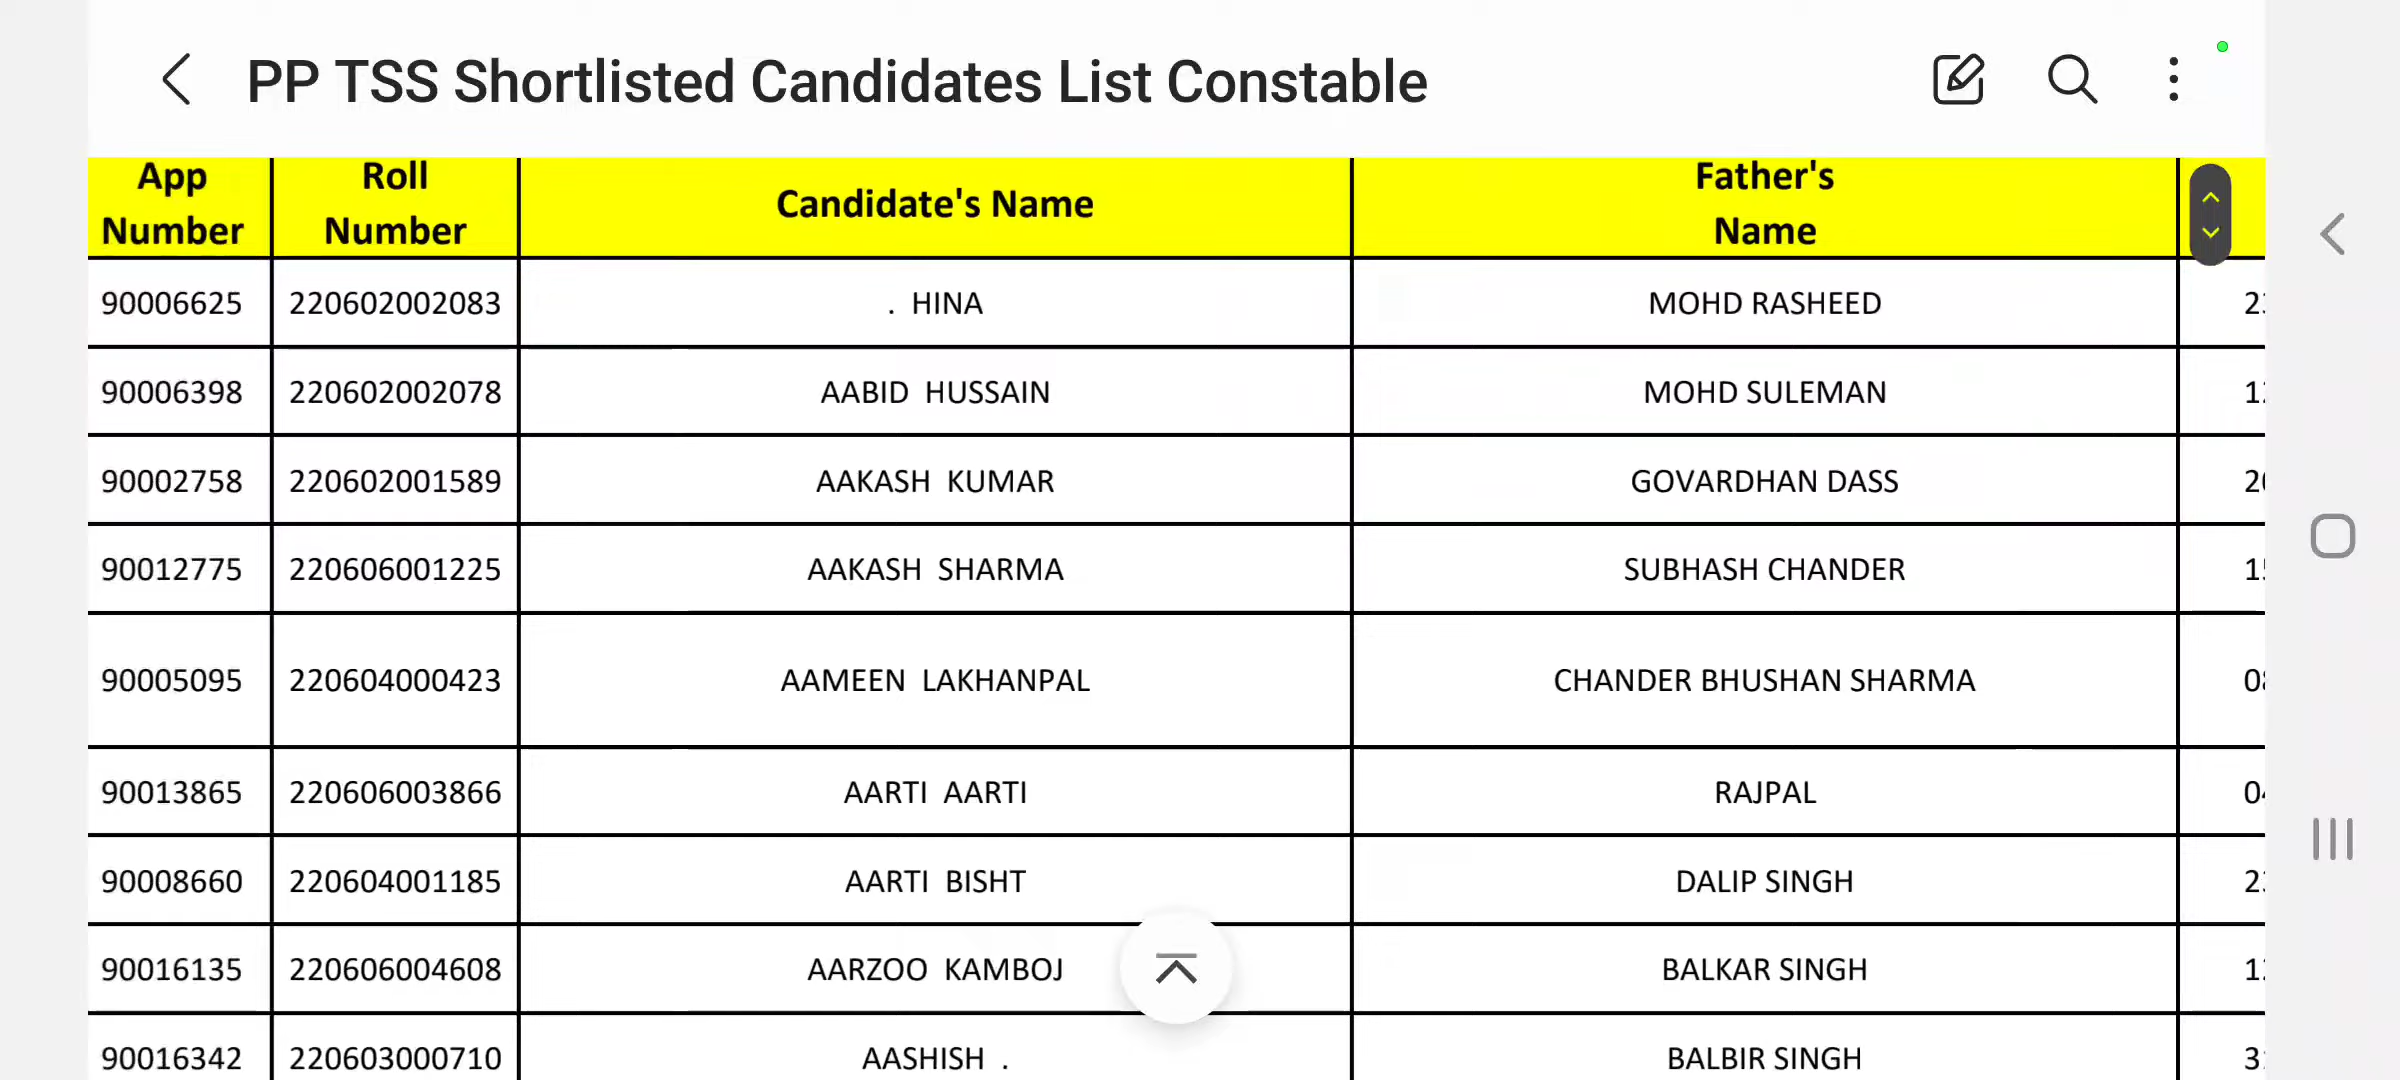 PP TSS Shortlisted Candidates List Constable
App Number Roll Number Candidate's Name Father's Name
90006625 220602002083 . HINA MOHD RASHEED
90006398 220602002078 AABID HUSSAIN MOHD SULEMAN
90002758 220602001589 AAKASH KUMAR GOVARDHAN DASS
90012775 220606001225 AAKASH SHARMA SUBHASH CHANDER
90005095 220604000423 AAMEEN LAKHANPAL CHANDER BHUSHAN SHARMA
90013865 220606003866 AARTI AARTI RAJPAL
90008660 220604001185 AARTI BISHT DALIP SINGH
90016135 220606004608 AARZOO KAMBOJ BALKAR SINGH
90016342 220603000710 AASHISH . BALBIR SINGH